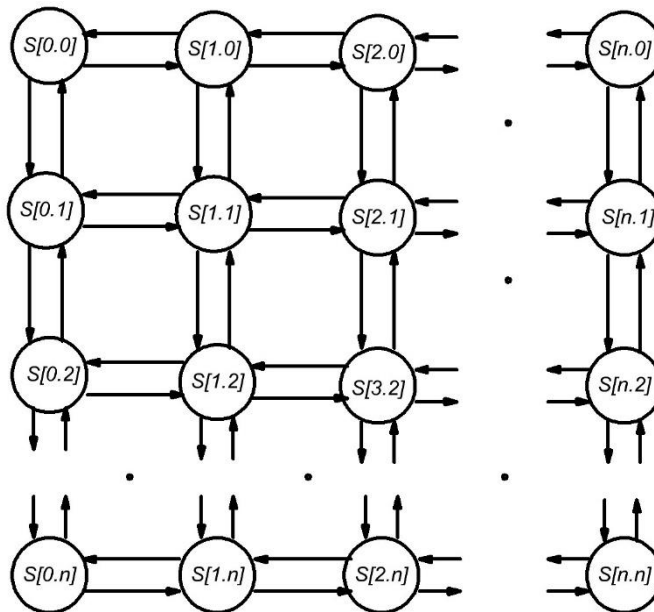 S[0.0] S[1.0] S[2.0] S[n.0]
S[0.1] S[1.1] S[2.1] S[n.1]
S[0.2] S[1.2] S[3.2] S[n.2]
S[0.n] S[1.n] S[2.n] S[n.n]